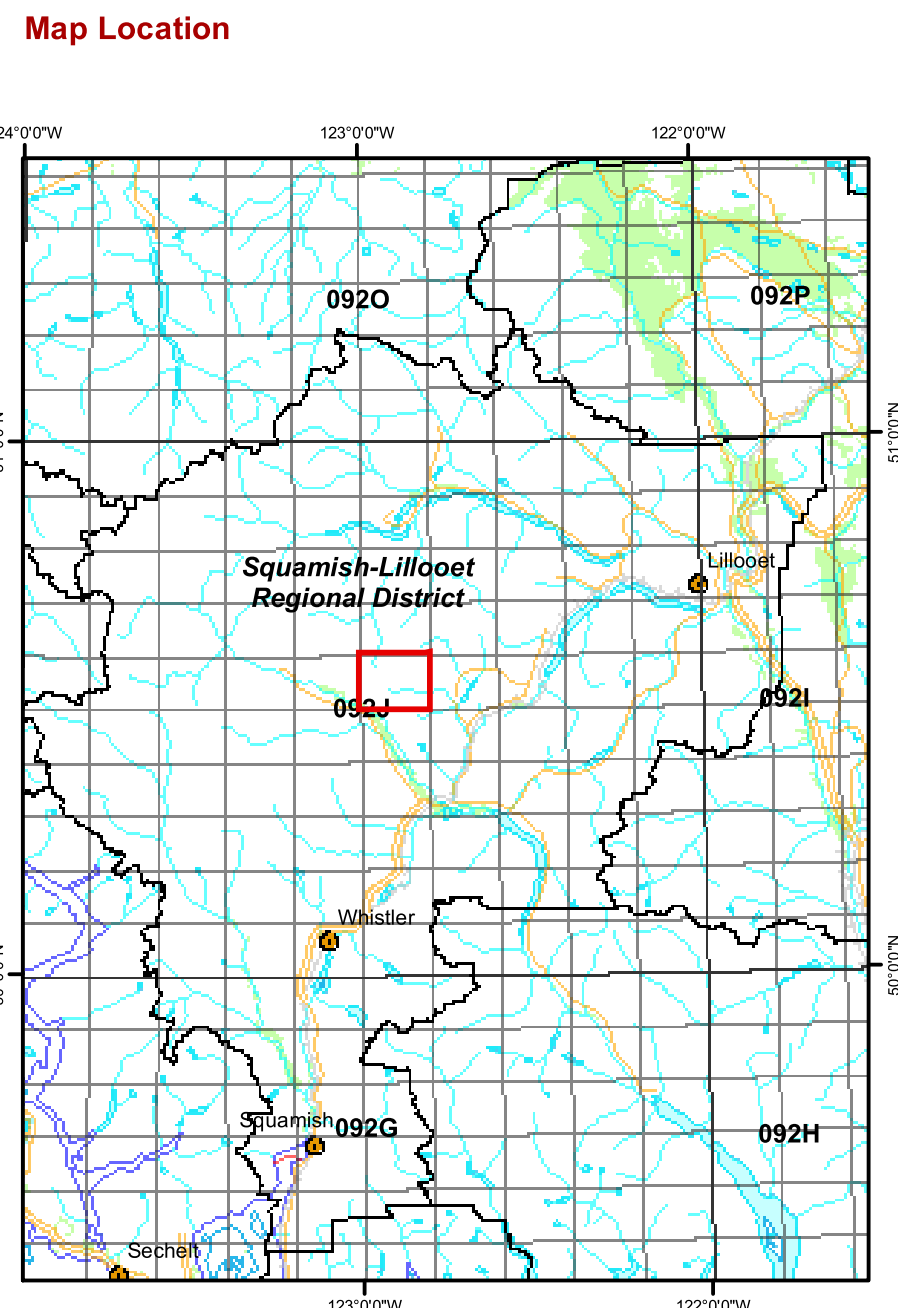 Map Location
24°0'0"W
123°0'0"W
122°0'0"W
092O
092P
51°0'0"N
Lillooet
Squamish-Lillooet
Regional District
092J
092I
Whistler
50°0'0"N
Squamish
092G
092H
Sechelt
123°0'0"W
122°0'0"W